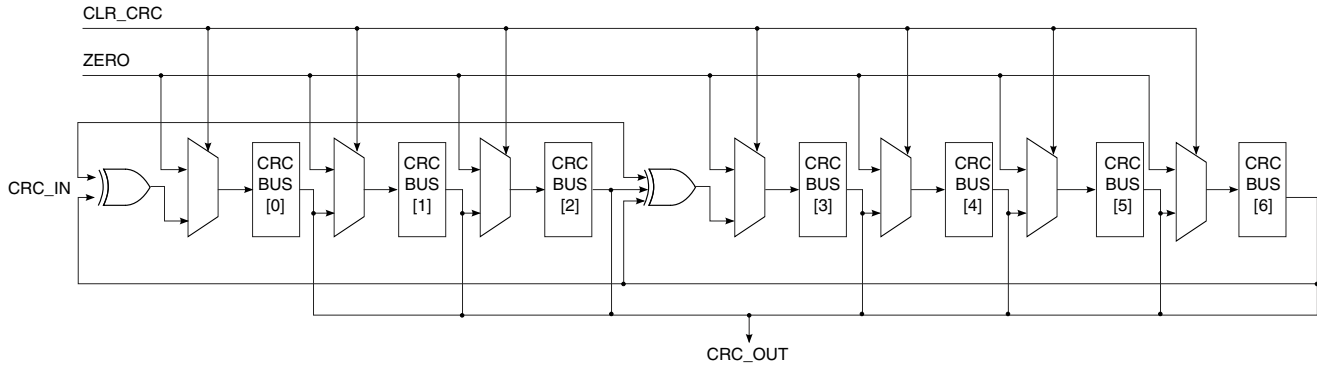 CLR_CRC
ZERO
CRC_IN
CRC
BUS
[0]
CRC
BUS
[1]
CRC
BUS
[2]
CRC
BUS
[3]
CRC
BUS
[4]
CRC
BUS
[5]
CRC
BUS
[6]
CRC_OUT